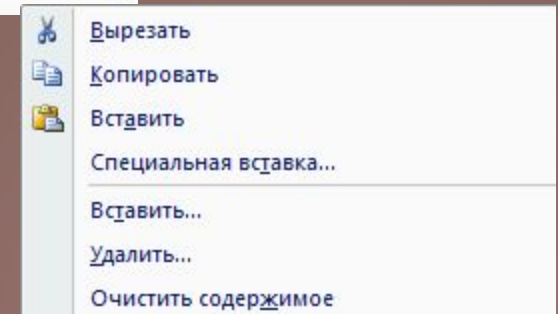 Вырезать
Копировать
Вставить
Специальная вставка...
Вставить...
Удалить...
Очистить содержимое